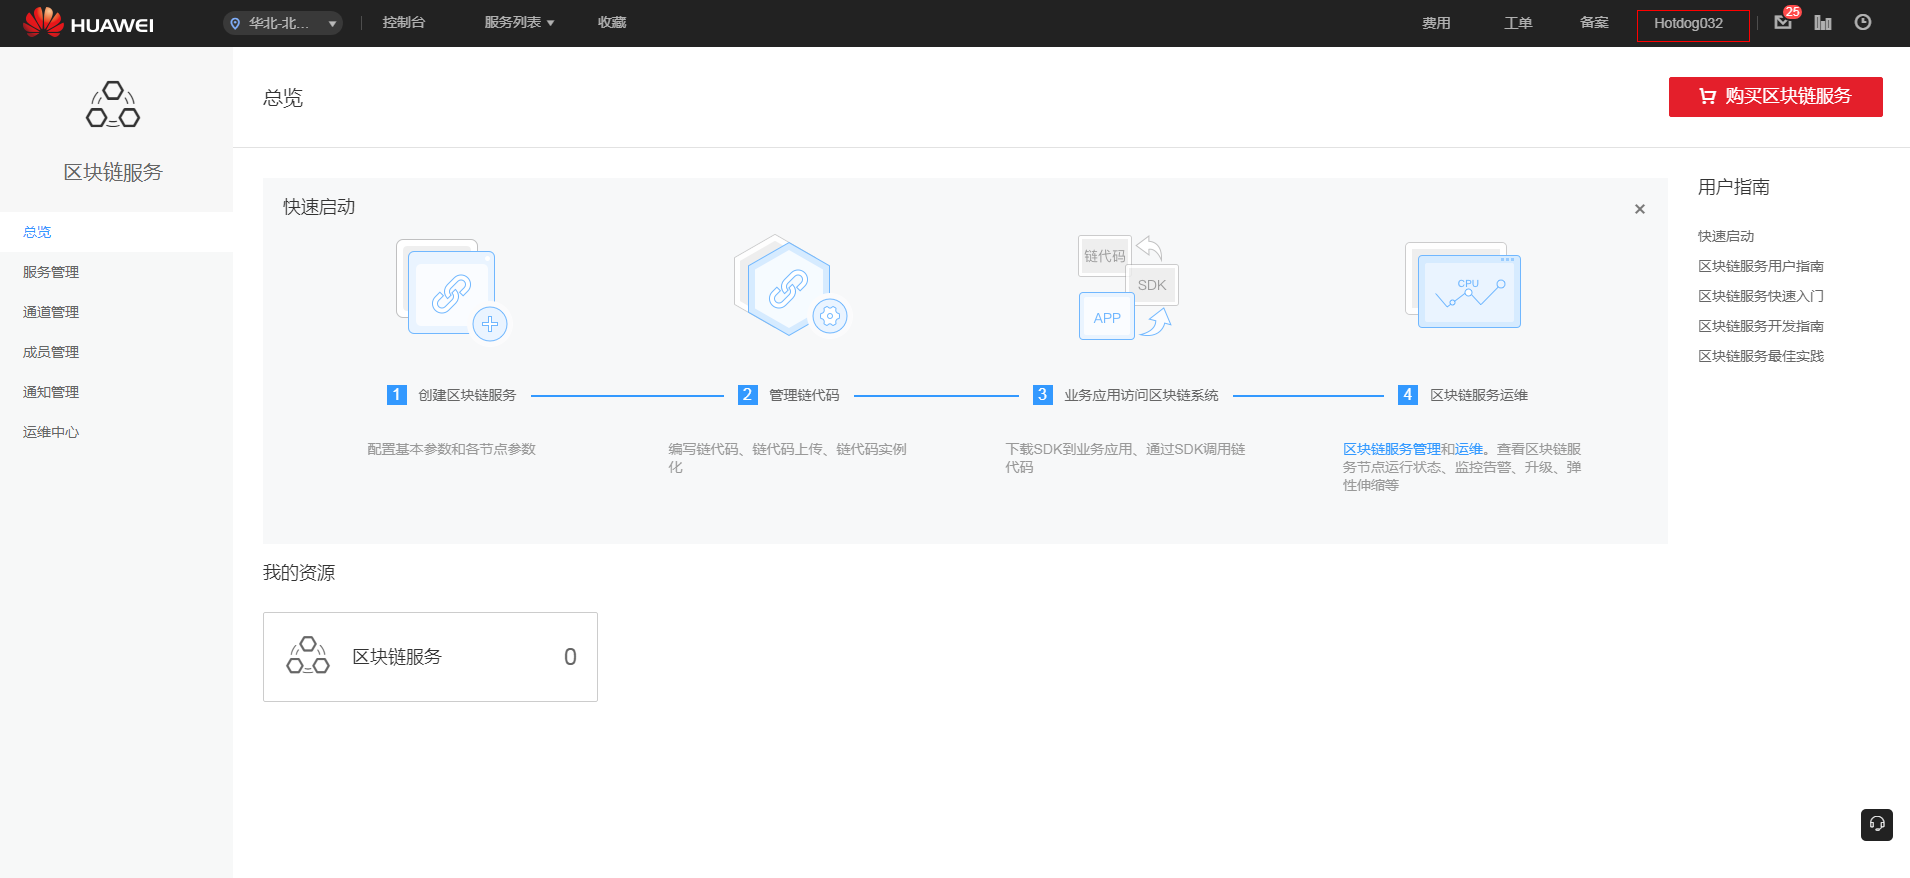 HUAWEI
华北-北...
控制台
服务列表
收藏
费用
工单
备案
Hotdog032
25
区块链服务
总览
服务管理
通道管理
成员管理
通知管理
运维中心
总览
购买区块链服务
快速启动
链代码
SDK
APP
CPU
1 创建区块链服务
2 管理链代码
3 业务应用访问区块链系统
4 区块链服务运维
配置基本参数和各节点参数
编写链代码、链代码上传、链代码实例
化
下载SDK到业务应用、通过SDK调用链
代码
区块链服务管理和运维。查看区块链服
务节点运行状态、监控告警、升级、弹
性伸缩等
用户指南
快速启动
区块链服务用户指南
区块链服务快速入门
区块链服务开发指南
区块链服务最佳实践
我的资源
区块链服务 0